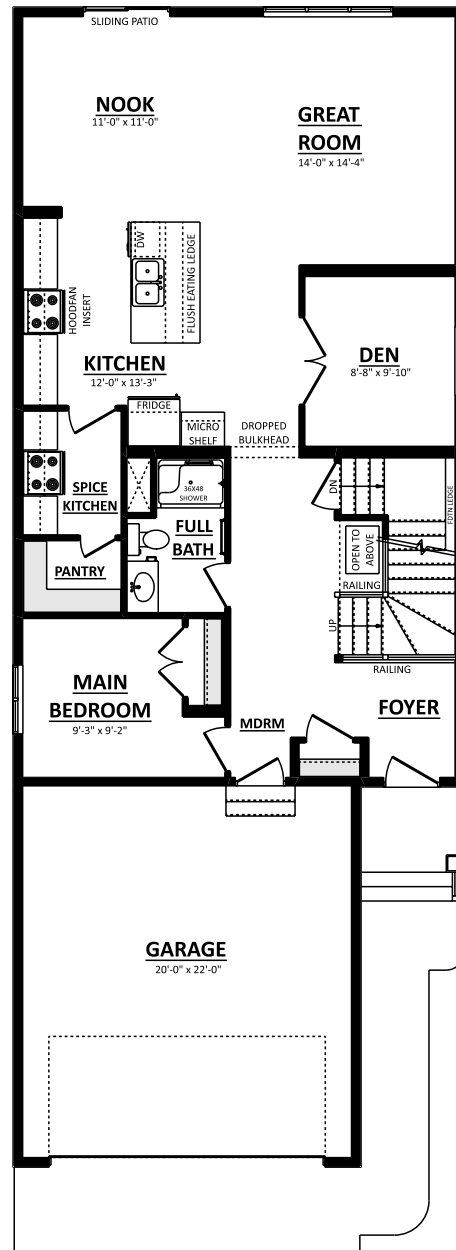 SLIDING PATIO
NOOK
11'-0" x 11'-0"
GREAT
ROOM
14'-0" x 14'-4"
DW
FLUSH EATING LEDGE
HOODFAN
INSERT
KITCHEN
12'-0" x 13'-3"
DEN
8'-8" x 9'-10"
FRIDGE
MICRO
SHELF
DROPPED
BULKHEAD
SPICE
KITCHEN
36X48
SHOWER
FULL
BATH
DN
FDTN LEDGE
OPEN TO
ABOVE
PANTRY
RAILING
UP
RAILING
MAIN
BEDROOM
9'-3" x 9'-2"
MDRM
FOYER
GARAGE
20'-0" x 22'-0"